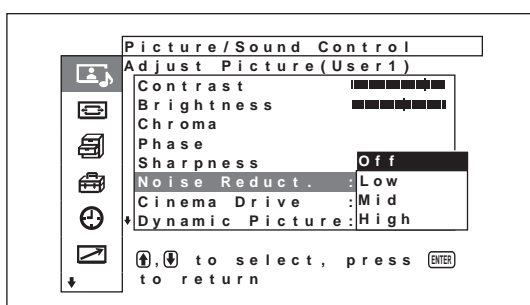 Picture/Sound Control
Adjust Picture(User1)
Contrast
Brightness
Chroma
Phase
Sharpness
Off
Noise Reduct. :Low
Cinema Drive :Mid
Dynamic Picture:High
, to select, press ENTER
to return